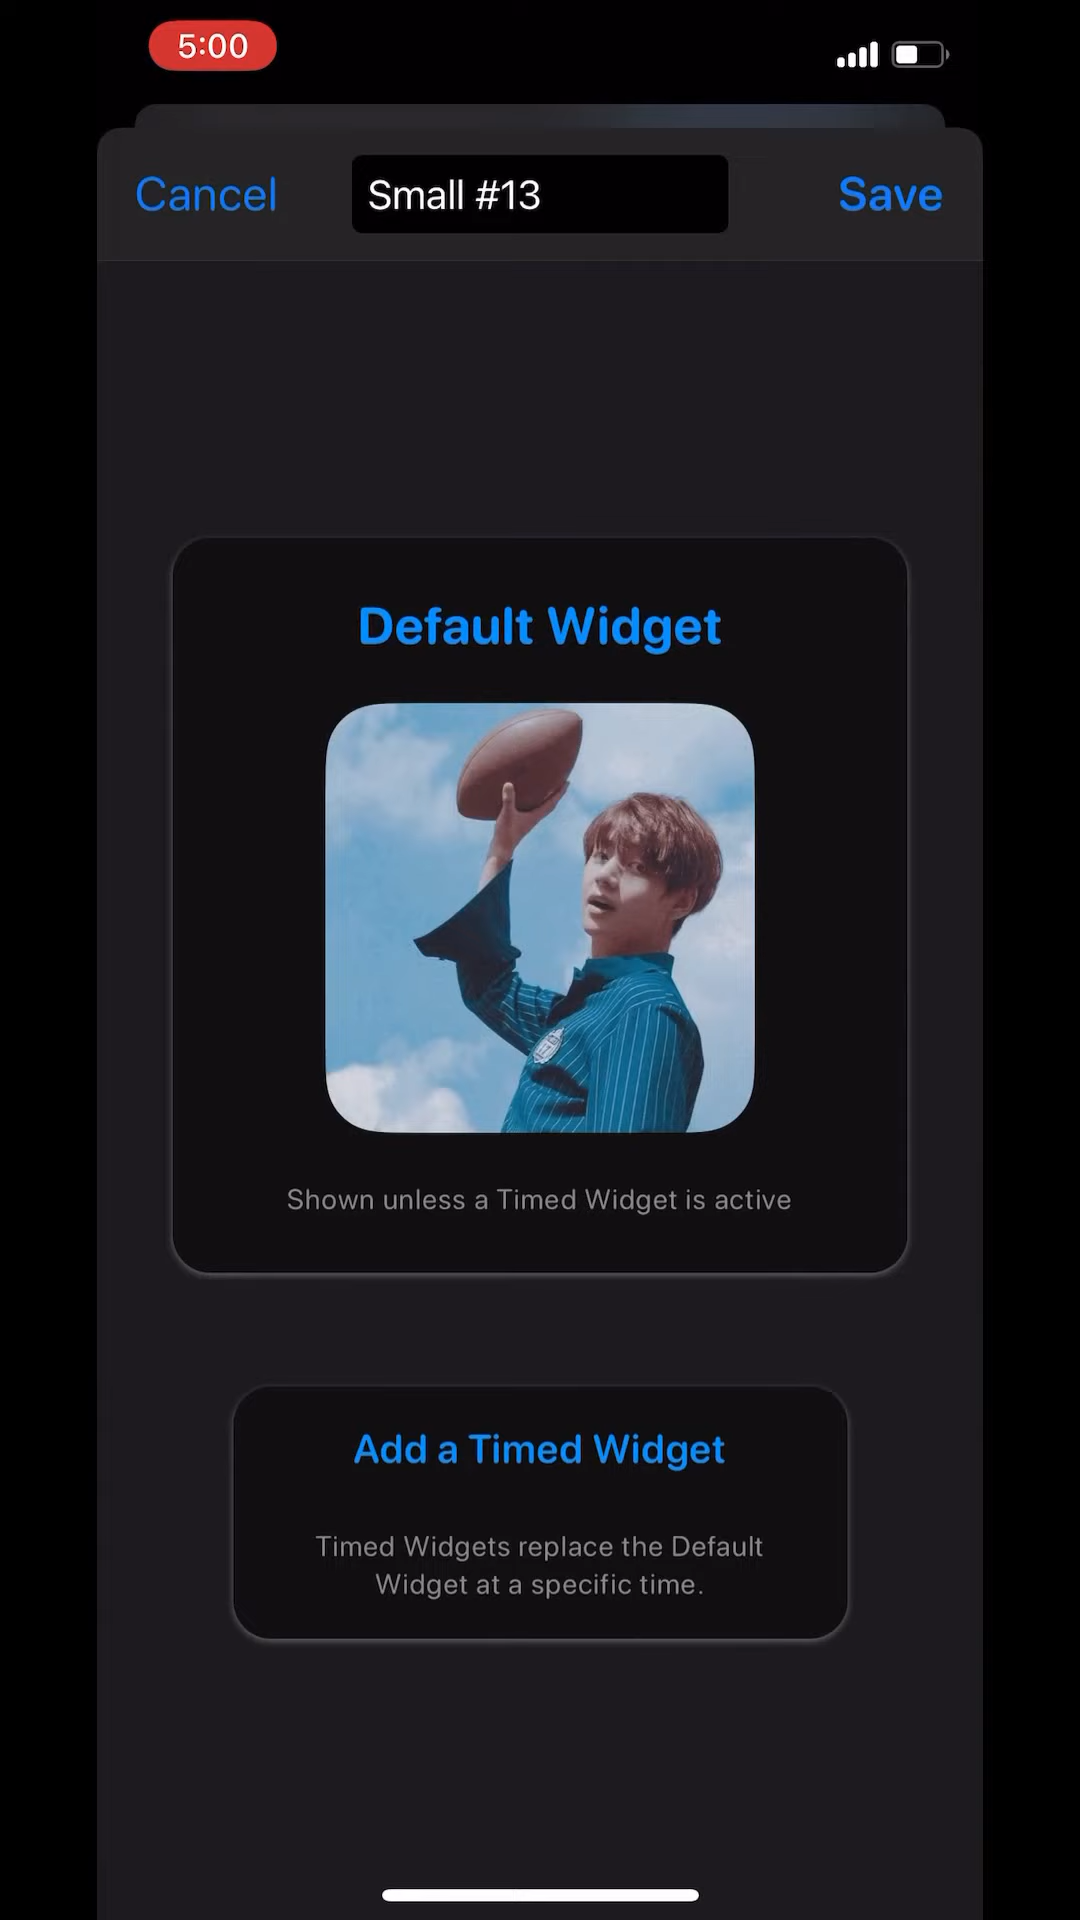 5:00
Cancel
Small #13
Save
Default Widget
Shown unless a Timed Widget is active
Add a Timed Widget
Timed Widgets replace the Default
Widget at a specific time.